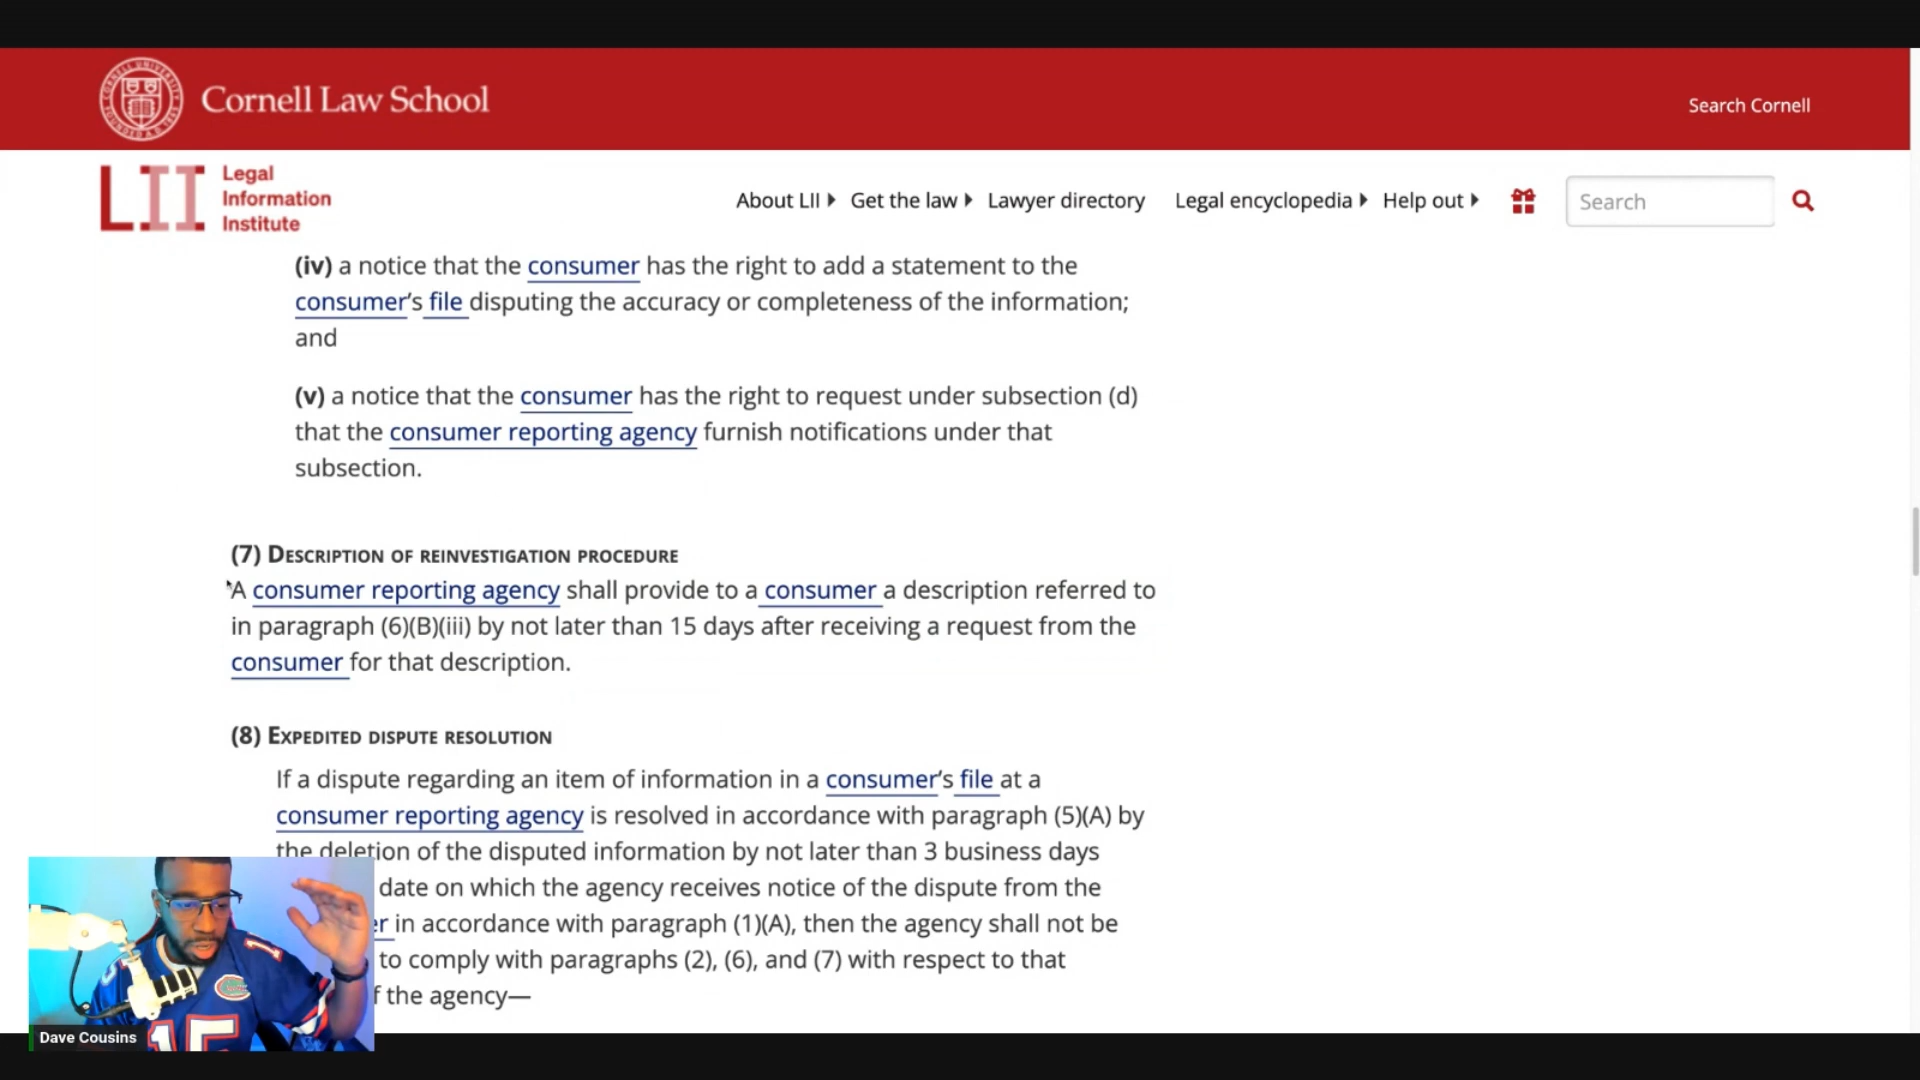 Cornell Law School
Search Cornell
LII
Legal
Information
Institute
About LII
Get the law
Lawyer directory
Legal encyclopedia
Help out
Search
(iv) a notice that the consumer has the right to add a statement to the
consumer's file disputing the accuracy or completeness of the information;
and
(v) a notice that the consumer has the right to request under subsection (d)
that the consumer reporting agency furnish notifications under that
subsection.
(7) DESCRIPTION OF REINVESTIGATION PROCEDURE
A consumer reporting agency shall provide to a consumer a description referred to
in paragraph (6)(B)(iii) by not later than 15 days after receiving a request from the
consumer for that description.
(8) EXPEDITED DISPUTE RESOLUTION
If a dispute regarding an item of information in a consumer's file at a
consumer reporting agency is resolved in accordance with paragraph (5)(A) by
the deletion of the disputed information by not later than 3 business days
date on which the agency receives notice of the dispute from the
er in accordance with paragraph (1)(A), then the agency shall not be
to comply with paragraphs (2), (6), and (7) with respect to that
f the agency—
15
Dave Cousins